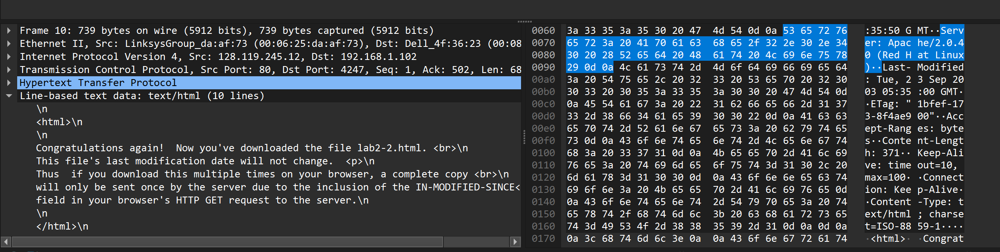 Frame 10: 739 bytes on wire (5912 bits), 739 bytes captured (5912 bits)
Ethernet II, Src: LinksysGroup_da:af:73 (00:06:25:da:af:73), Dst: Dell_4f:36:23 (00:08
Internet Protocol Version 4, Src: 128.119.245.12, Dst: 192.168.1.102
Transmission Control Protocol, Src Port: 80, Dst Port: 4247, Seq: 1, Ack: 502, Len: 68
Hypertext Transfer Protocol
Line-based text data: text/html (10 lines)
\n
<html>\n
\n
Congratulations again!  Now you've downloaded the file lab2-2.html. <br>\n
This file's last modification date will not change.  <p>\n
Thus  if you download this multiple times on your browser, a complete copy <br>\n
will only be sent once by the server due to the inclusion of the IN-MODIFIED-SINCE<
field in your browser's HTTP GET request to the server.\n
\n
</html>\n
0060 3a 33 35 3a 35 30 20 47 4d 54 0d 0a 53 65 72 76 :35:50 G MT··Serv
0070 65 72 3a 20 41 70 61 63 68 65 2f 32 2e 30 2e 34 er: Apac he/2.0.4
0080 30 20 28 52 65 64 20 48 61 74 20 4c 69 6e 75 78 0 (Red H at Linux
0090 29 0d 0a 4c 61 73 74 2d 4d 6f 64 69 66 69 65 64 )··Last- Modified
00a0 3a 20 54 75 65 2c 20 32 33 20 53 65 70 20 32 30 : Tue, 2 3 Sep 20
00b0 30 33 20 30 35 3a 33 35 3a 30 30 20 47 4d 54 0d 03 05:35 :00 GMT·
00c0 0a 45 54 61 67 3a 20 22 31 62 66 65 66 2d 31 37 ·ETag: " 1bfef-17
00d0 33 2d 38 66 34 61 65 39 30 30 22 0d 0a 41 63 63 3-8f4ae9 00"··Acc
00e0 65 70 74 2d 52 61 6e 67 65 73 3a 20 62 79 74 65 ept-Rang es: byte
00f0 73 0d 0a 43 6f 6e 74 65 6e 74 2d 4c 65 6e 67 74 s··Conte nt-Lengt
0100 68 3a 20 33 37 31 0d 0a 4b 65 65 70 2d 41 6c 69 h: 371·· Keep-Ali
0110 76 65 3a 20 74 69 6d 65 6f 75 74 3d 31 30 2c 20 ve: time out=10,
0120 6d 61 78 3d 31 30 30 0d 0a 43 6f 6e 6e 65 63 74 max=100· ·Connect
0130 69 6f 6e 3a 20 4b 65 65 70 2d 41 6c 69 76 65 0d ion: Kee p-Alive·
0140 0a 43 6f 6e 74 65 6e 74 2d 54 79 70 65 3a 20 74 ·Content -Type: t
0150 65 78 74 2f 68 74 6d 6c 3b 20 63 68 61 72 73 65 ext/html ; charse
0160 74 3d 49 53 4f 2d 38 38 35 39 2d 31 0d 0a 0d 0a t=ISO-88 59-1····
0170 0a 3c 68 74 6d 6c 3e 0a 0a 43 6f 6e 67 72 61 74 ·<html>· ·Congrat